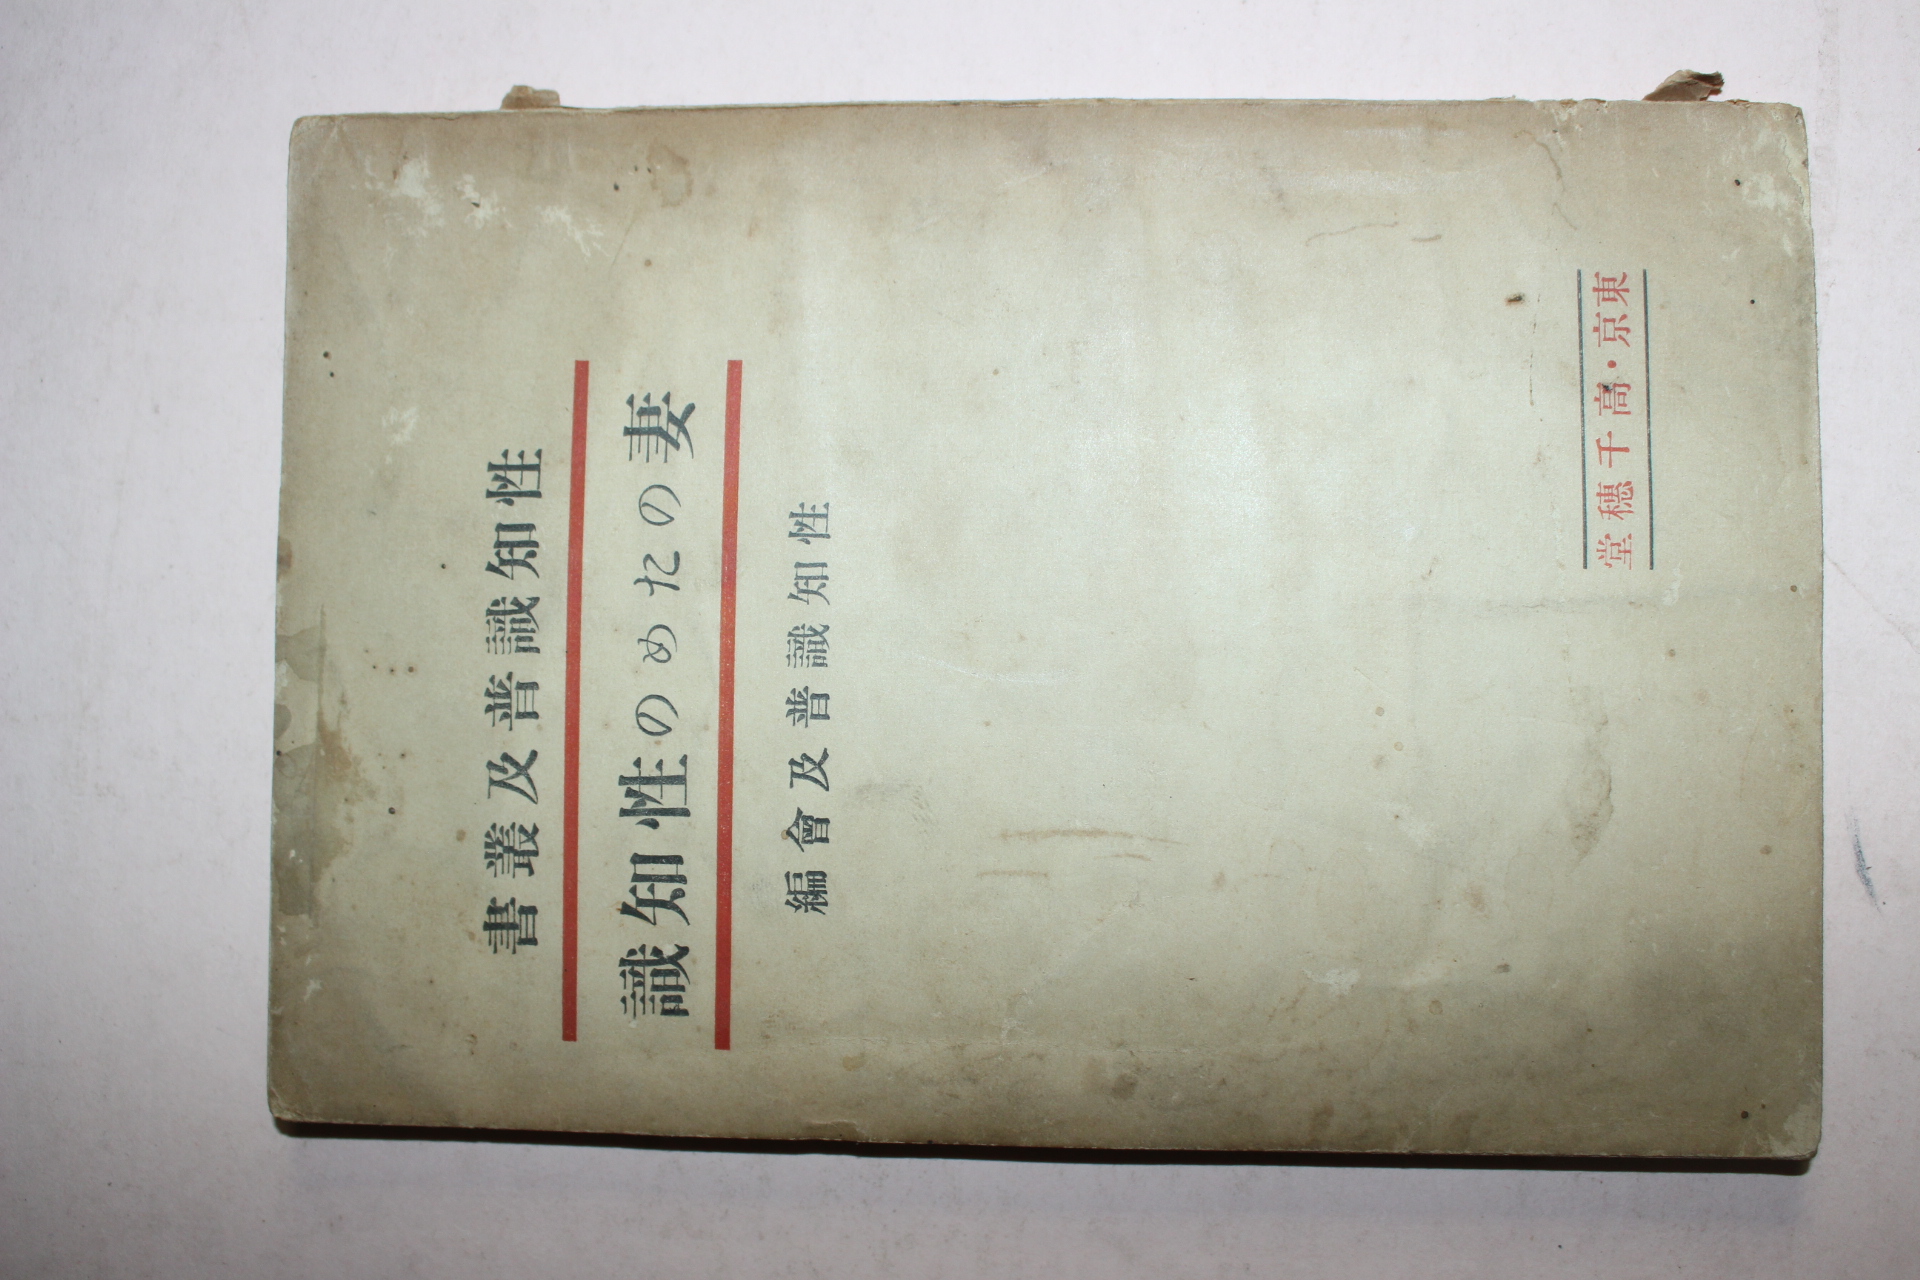 性知識普及叢書
妻のための性知識
性知識普及會編
東京・高千穗堂